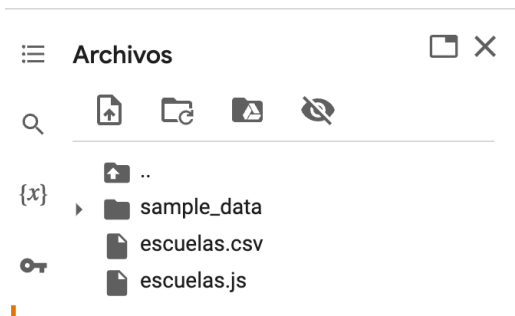 Archivos
..
{x}
sample_data
escuelas.csv
escuelas.js